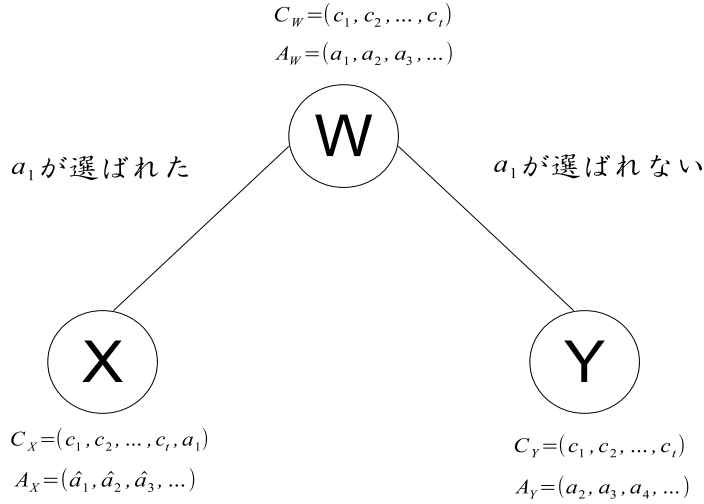 C_W=(c_1, c_2, ..., c_t)
A_W=(a_1, a_2, a_3, ...)
W
a_1が選ばれた
a_1が選ばれない
X
Y
C_X=(c_1, c_2, ..., c_t, a_1)
A_X=(â_1, â_2, â_3, ...)
C_Y=(c_1, c_2, ..., c_t)
A_Y=(a_2, a_3, a_4, ...)